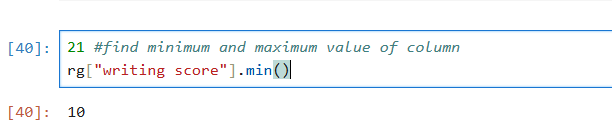 [40]: 21 #find minimum and maximum value of column
rg["writing score"].min()
[40]: 10